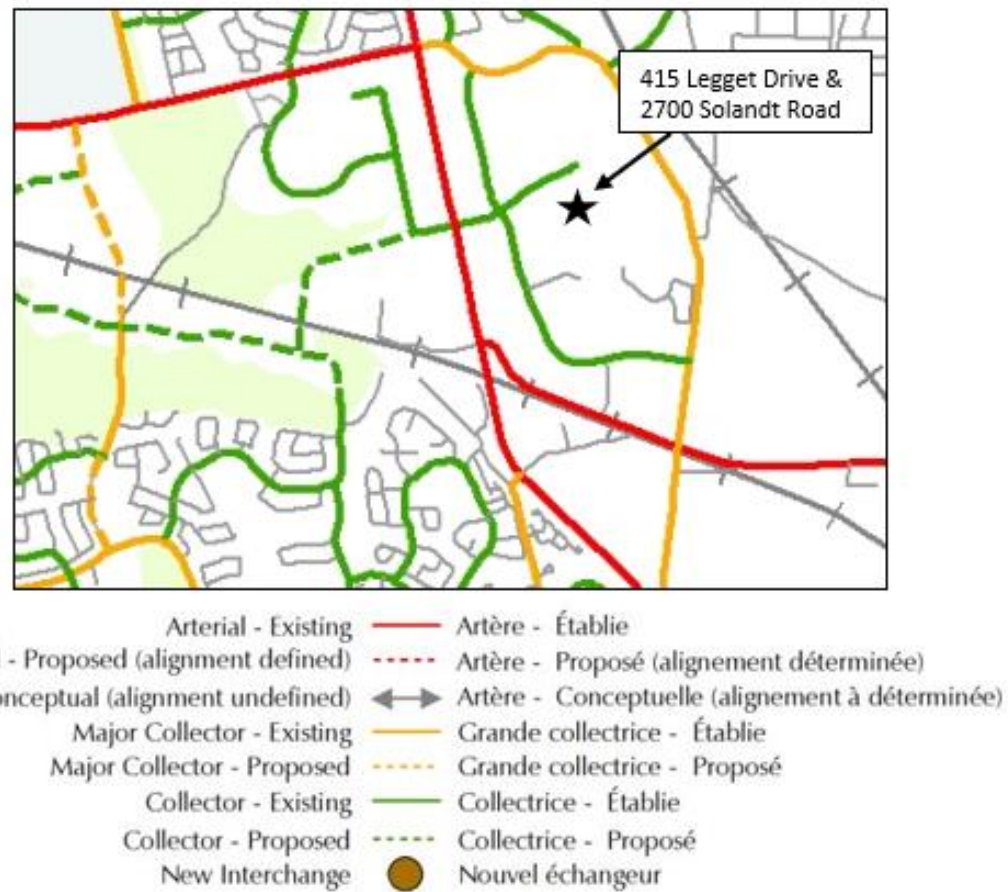 415 Legget Drive &
2700 Solandt Road
Arterial - Existing Artère - Établie
- Proposed (alignment defined) Artère - Proposé (alignement déterminée)
(alignment undefined) Artère - Conceptuelle (alignement à déterminée)
Major Collector - Existing Grande collectrice - Établie
Major Collector - Proposed Grande collectrice - Proposé
Collector - Existing Collectrice - Établie
Collector - Proposed Collectrice - Proposé
New Interchange Nouvel échangeur